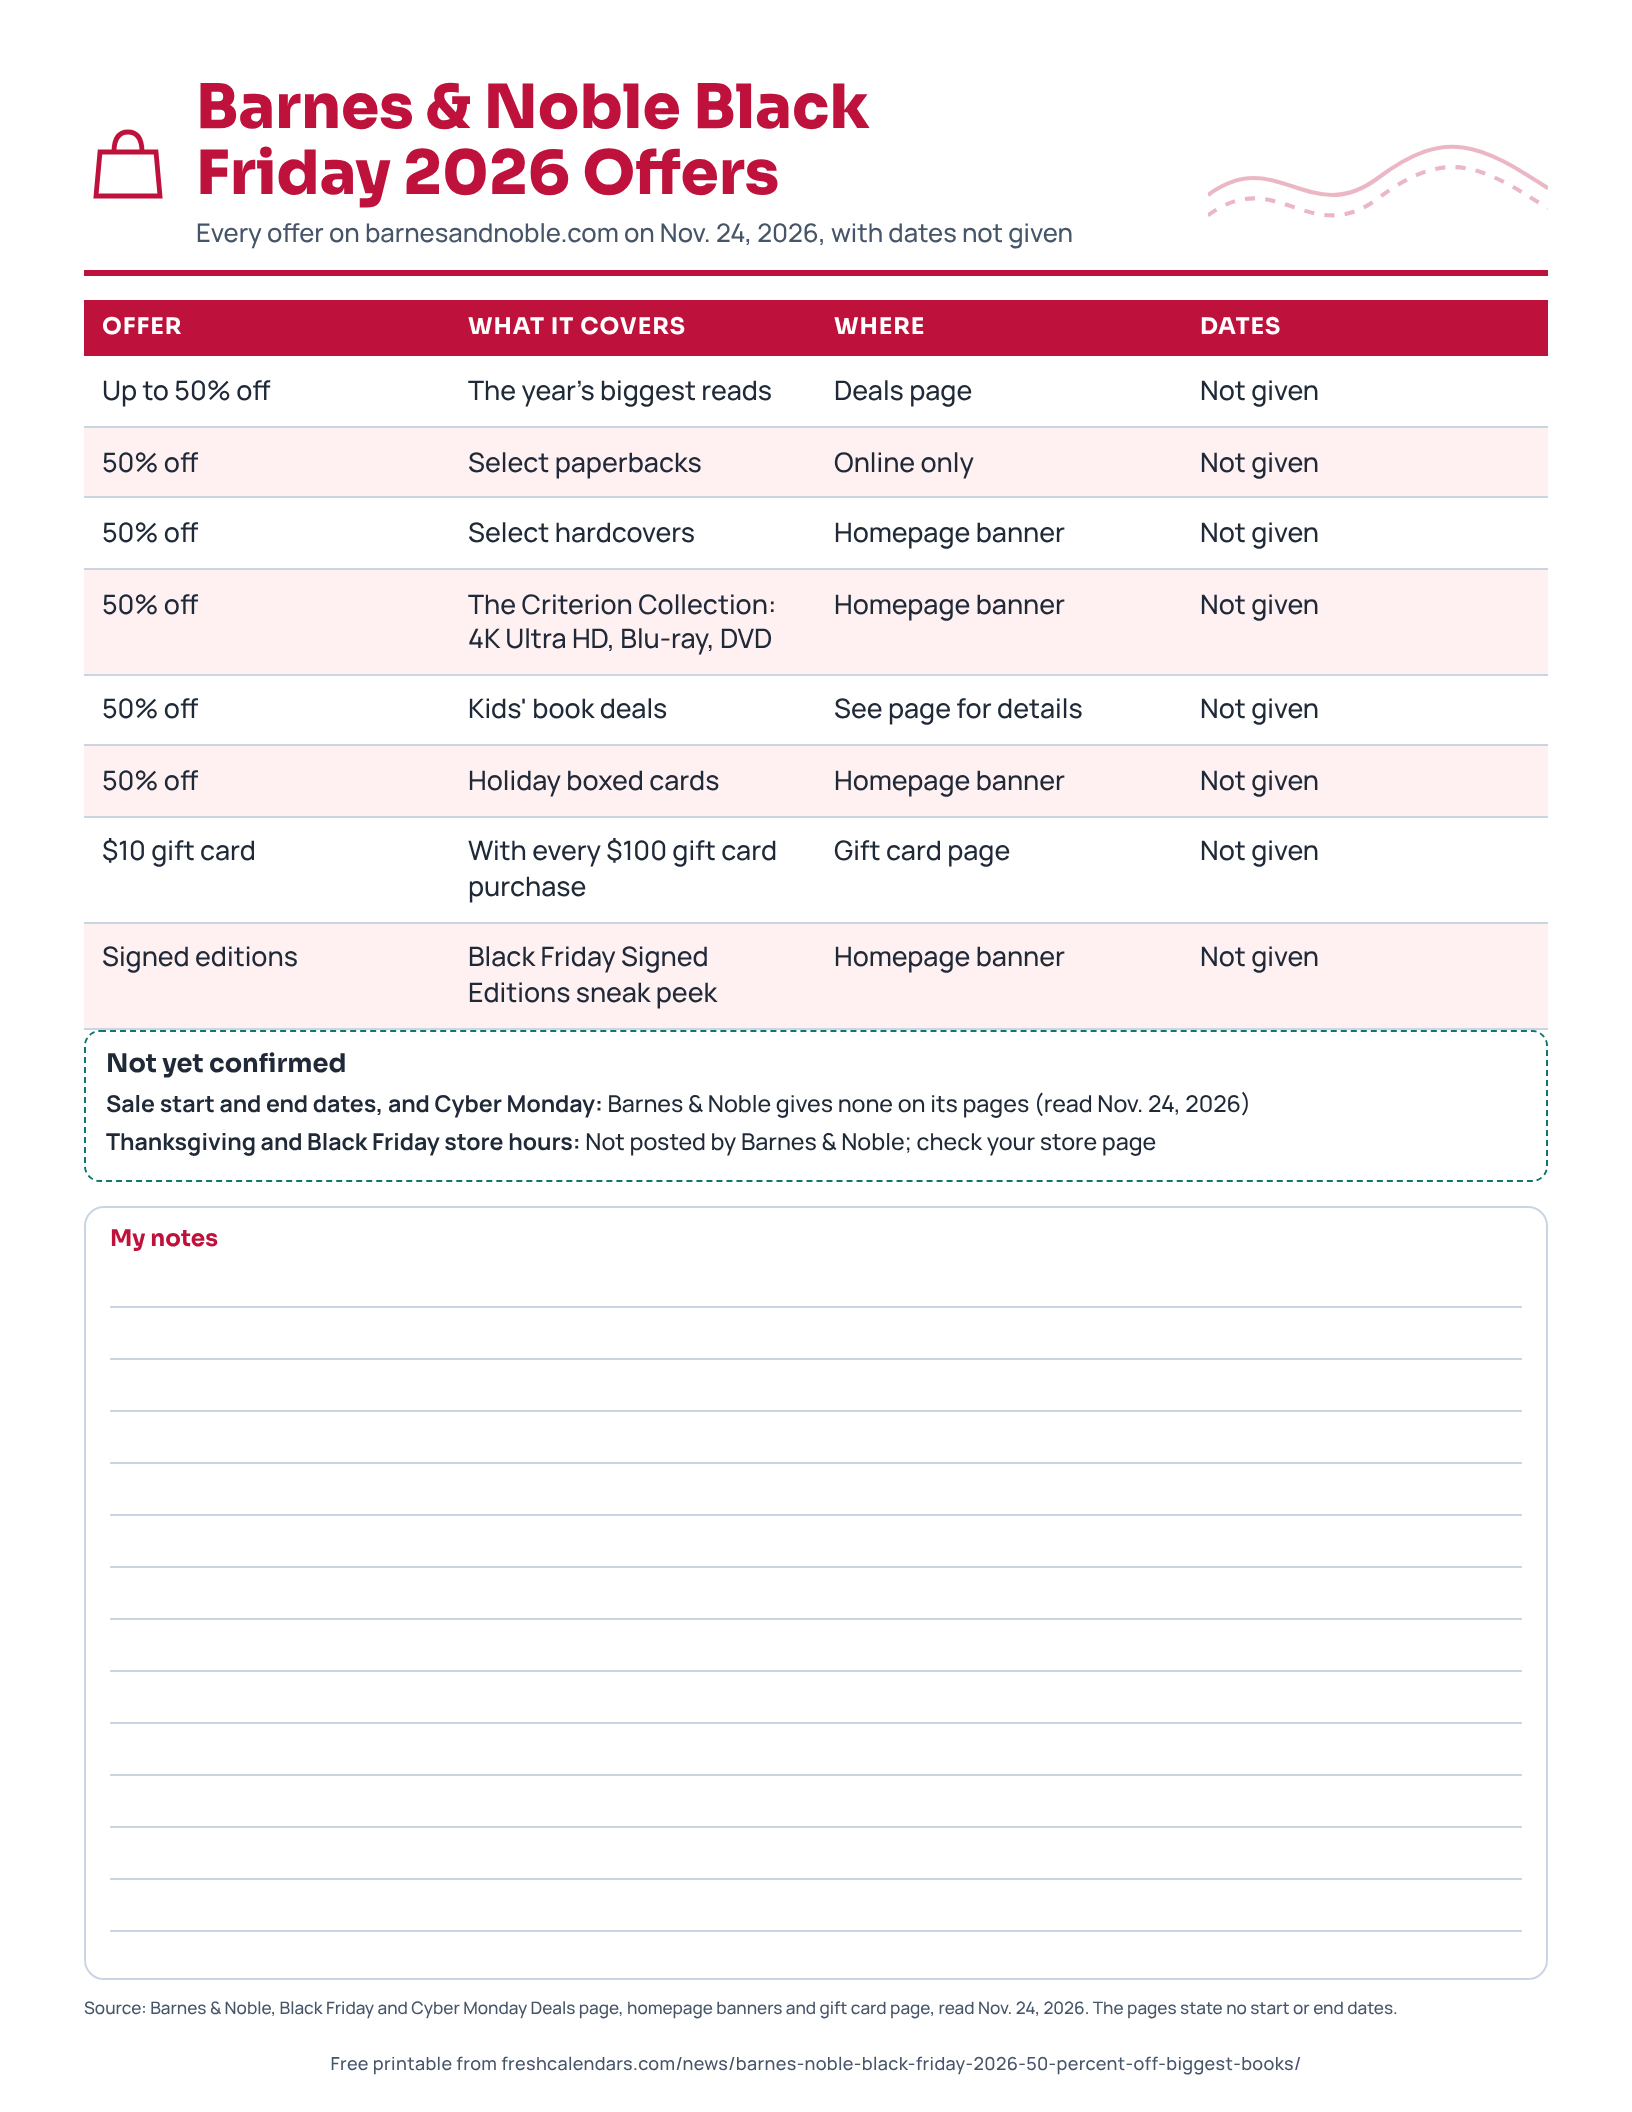 Barnes & Noble Black
Friday 2026 Offers
Every offer on barnesandnoble.com on Nov. 24, 2026, with dates not given
OFFER WHAT IT COVERS WHERE DATES
Up to 50% off The year’s biggest reads Deals page Not given
50% off Select paperbacks Online only Not given
50% off Select hardcovers Homepage banner Not given
50% off The Criterion Collection: Homepage banner Not given
4K Ultra HD, Blu-ray, DVD
50% off Kids' book deals See page for details Not given
50% off Holiday boxed cards Homepage banner Not given
$10 gift card With every $100 gift card Gift card page Not given
purchase
Signed editions Black Friday Signed Homepage banner Not given
Editions sneak peek
Not yet confirmed
Sale start and end dates, and Cyber Monday: Barnes & Noble gives none on its pages (read Nov. 24, 2026)
Thanksgiving and Black Friday store hours: Not posted by Barnes & Noble; check your store page
My notes
Source: Barnes & Noble, Black Friday and Cyber Monday Deals page, homepage banners and gift card page, read Nov. 24, 2026. The pages state no start or end dates.
Free printable from freshcalendars.com/news/barnes-noble-black-friday-2026-50-percent-off-biggest-books/